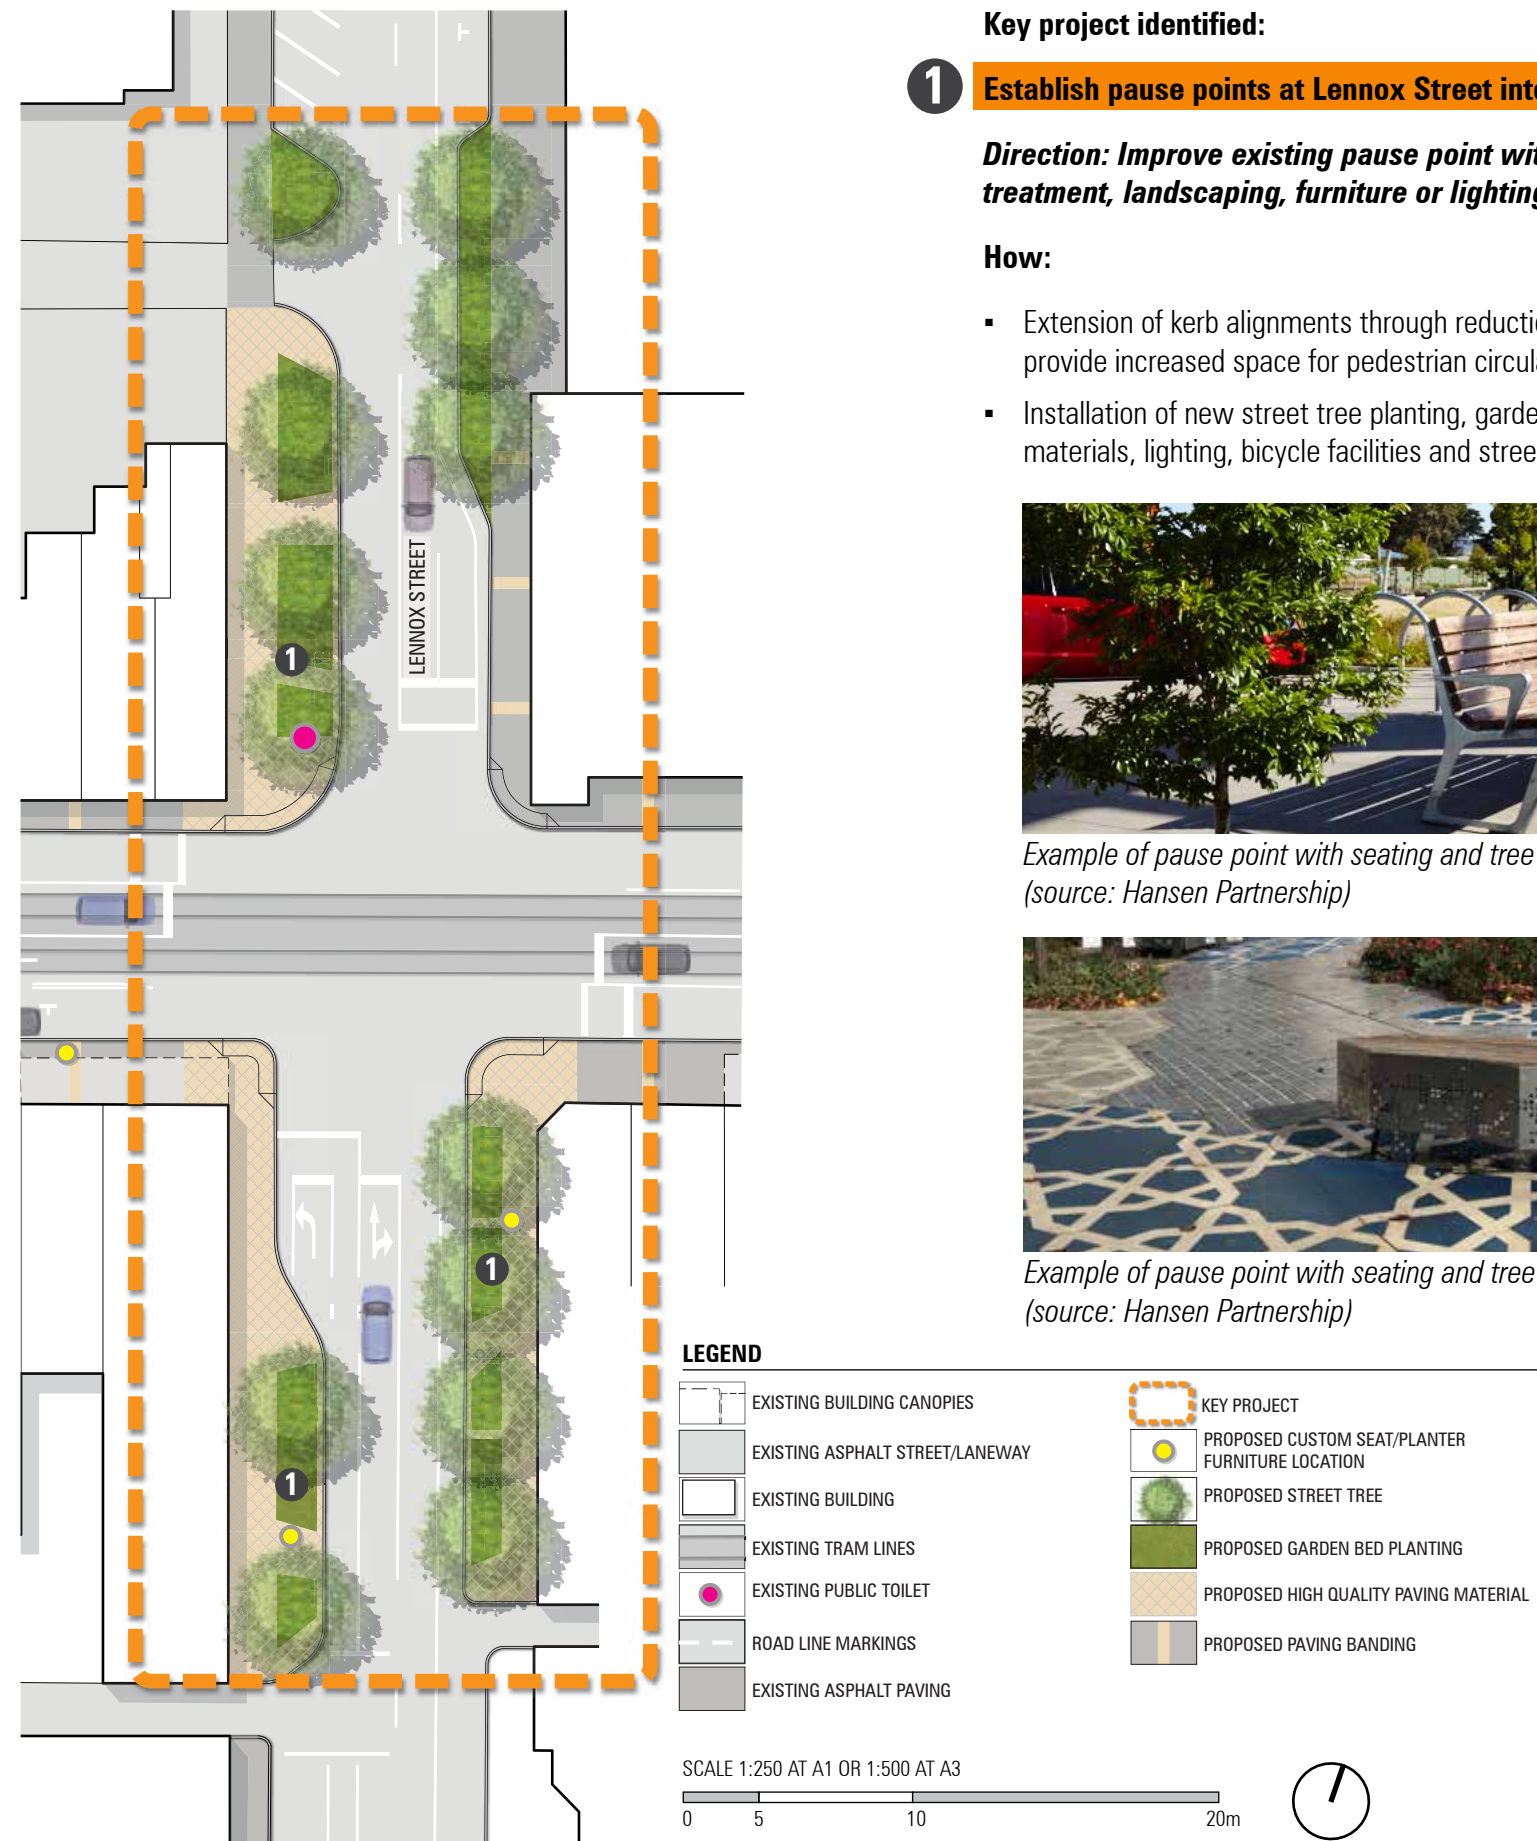 Key project identified:
1
Establish pause points at Lennox Street
Direction: Improve existing pause point
treatment, landscaping, furniture or lighting
How:
▪ Extension of kerb alignments through
provide increased space for pedestrian
▪ Installation of new street tree planting,
materials, lighting, bicycle facilities and
Example of pause point with seating and tree
(source: Hansen Partnership)
Example of pause point with seating and tree
(source: Hansen Partnership)
LENNOX STREET
1
1
1
LEGEND
EXISTING BUILDING CANOPIES
EXISTING ASPHALT STREET/LANEWAY
EXISTING BUILDING
EXISTING TRAM LINES
EXISTING PUBLIC TOILET
ROAD LINE MARKINGS
EXISTING ASPHALT PAVING
KEY PROJECT
PROPOSED CUSTOM SEAT/PLANTER
FURNITURE LOCATION
PROPOSED STREET TREE
PROPOSED GARDEN BED PLANTING
PROPOSED HIGH QUALITY PAVING MATERIAL
PROPOSED PAVING BANDING
SCALE 1:250 AT A1 OR 1:500 AT A3
0 5 10 20m